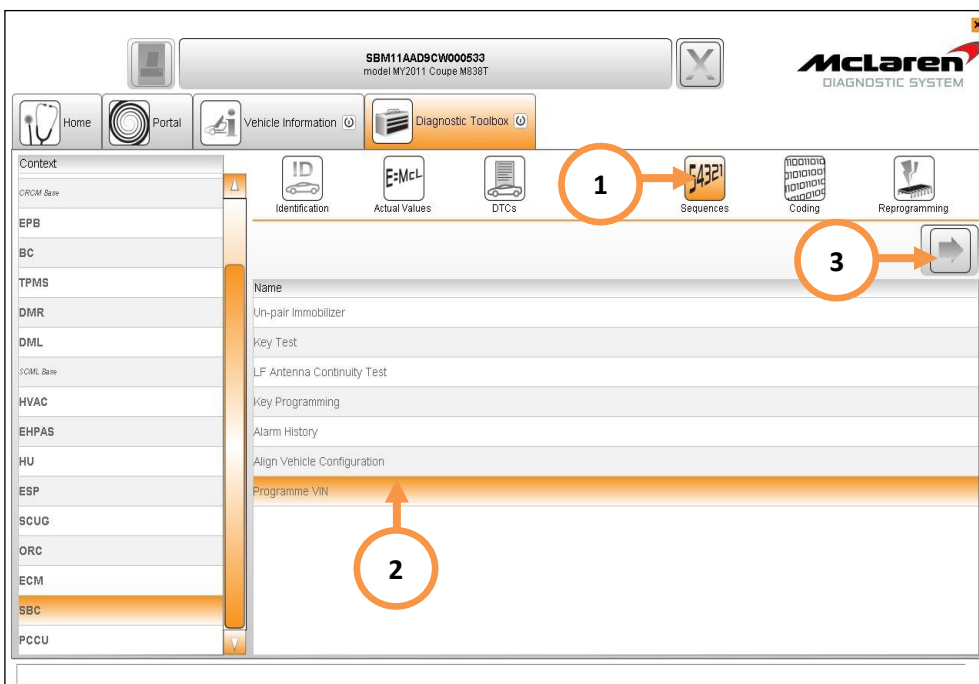 SBM11AAD9CW000533
model MY2011 Coupe M838T
McLaren
DIAGNOSTIC SYSTEM
Home
Portal
Vehicle Information
Diagnostic Toolbox
Context
CRCM Base
EPB
BC
TPMS
DMR
DML
SCML Base
HVAC
EHPAS
HU
ESP
SCUG
ORC
ECM
SBC
PCCU
ID
Identification
E=McL
Actual Values
DTCs
1
54321
Sequences
Coding
Reprogramming
3
Name
Un-pair Immobilizer
Key Test
LF Antenna Continuity Test
Key Programming
Alarm History
Align Vehicle Configuration
Programme VIN
2